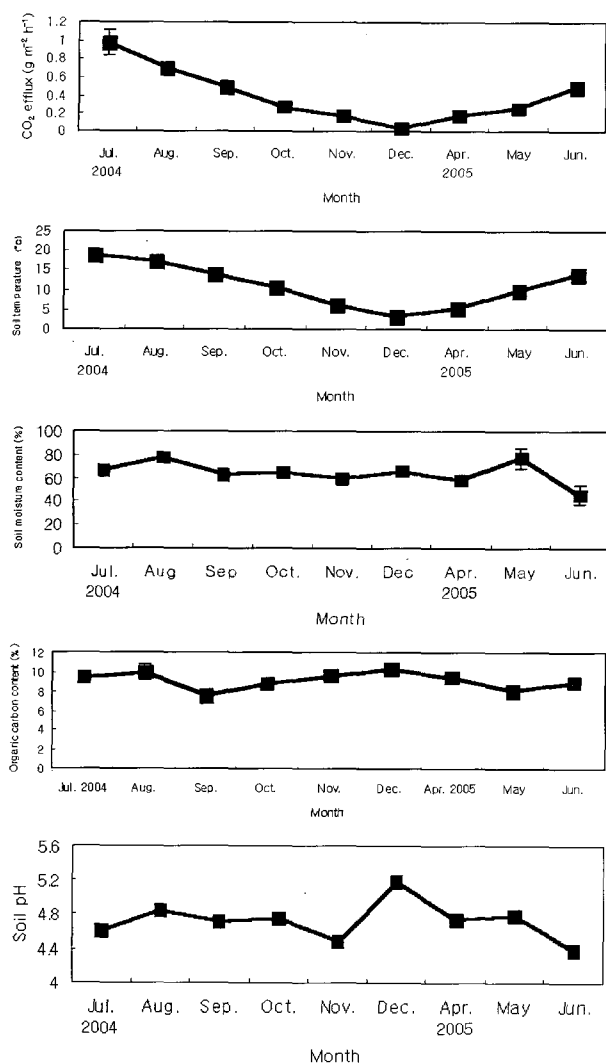 CO₂ efflux (g m⁻² h⁻¹)
1.2
1
0.8
0.6
0.4
0.2
0
Jul. Aug. Sep. Oct. Nov. Dec. Apr. May Jun.
2004 2005
Month
Soil temperature (℃)
25
20
15
10
5
0
Jul. Aug. Sep. Oct. Nov. Dec. Apr. May Jun.
2004 2005
Month
Soil moisture content (%)
100
80
60
40
20
0
Jul. Aug Sep Oct. Nov. Dec Apr. May Jun.
2004 2005
Month
Organic carbon content (%)
12
10
8
6
4
2
0
Jul. 2004 Aug. Sep. Oct. Nov. Dec. Apr. 2005 May Jun.
Month
Soil pH
5.6
5.2
4.8
4.4
4
Jul. Aug. Sep. Oct. Nov. Dec. Apr. May Jun.
2004 2005
Month